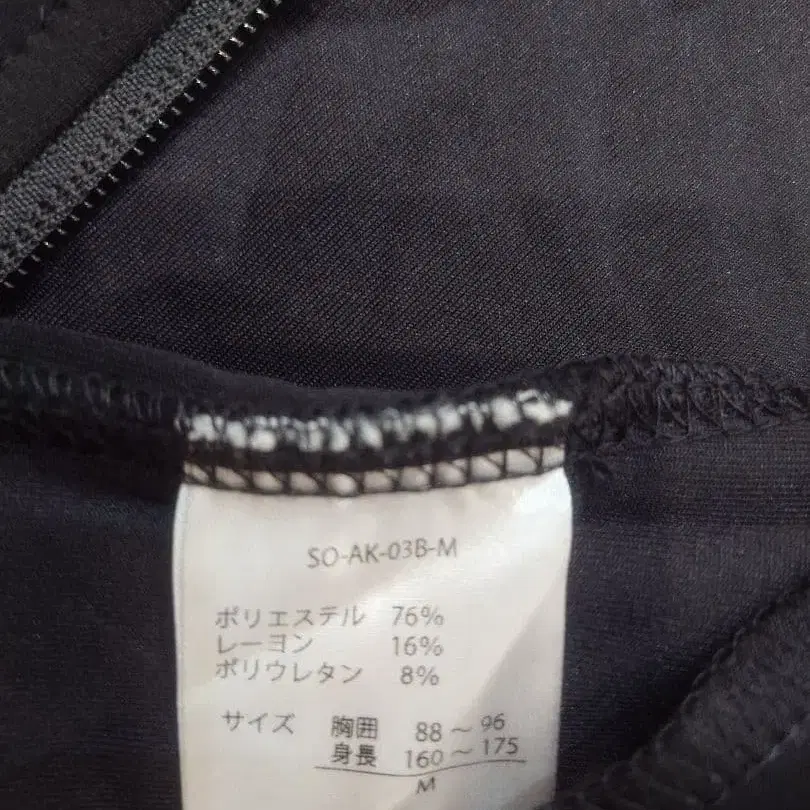 SO-AK-03B-M
ポリエステル 76%
レーヨン 16%
ポリウレタン 8%
サイズ 胸囲 88～96
身長 160～175
M